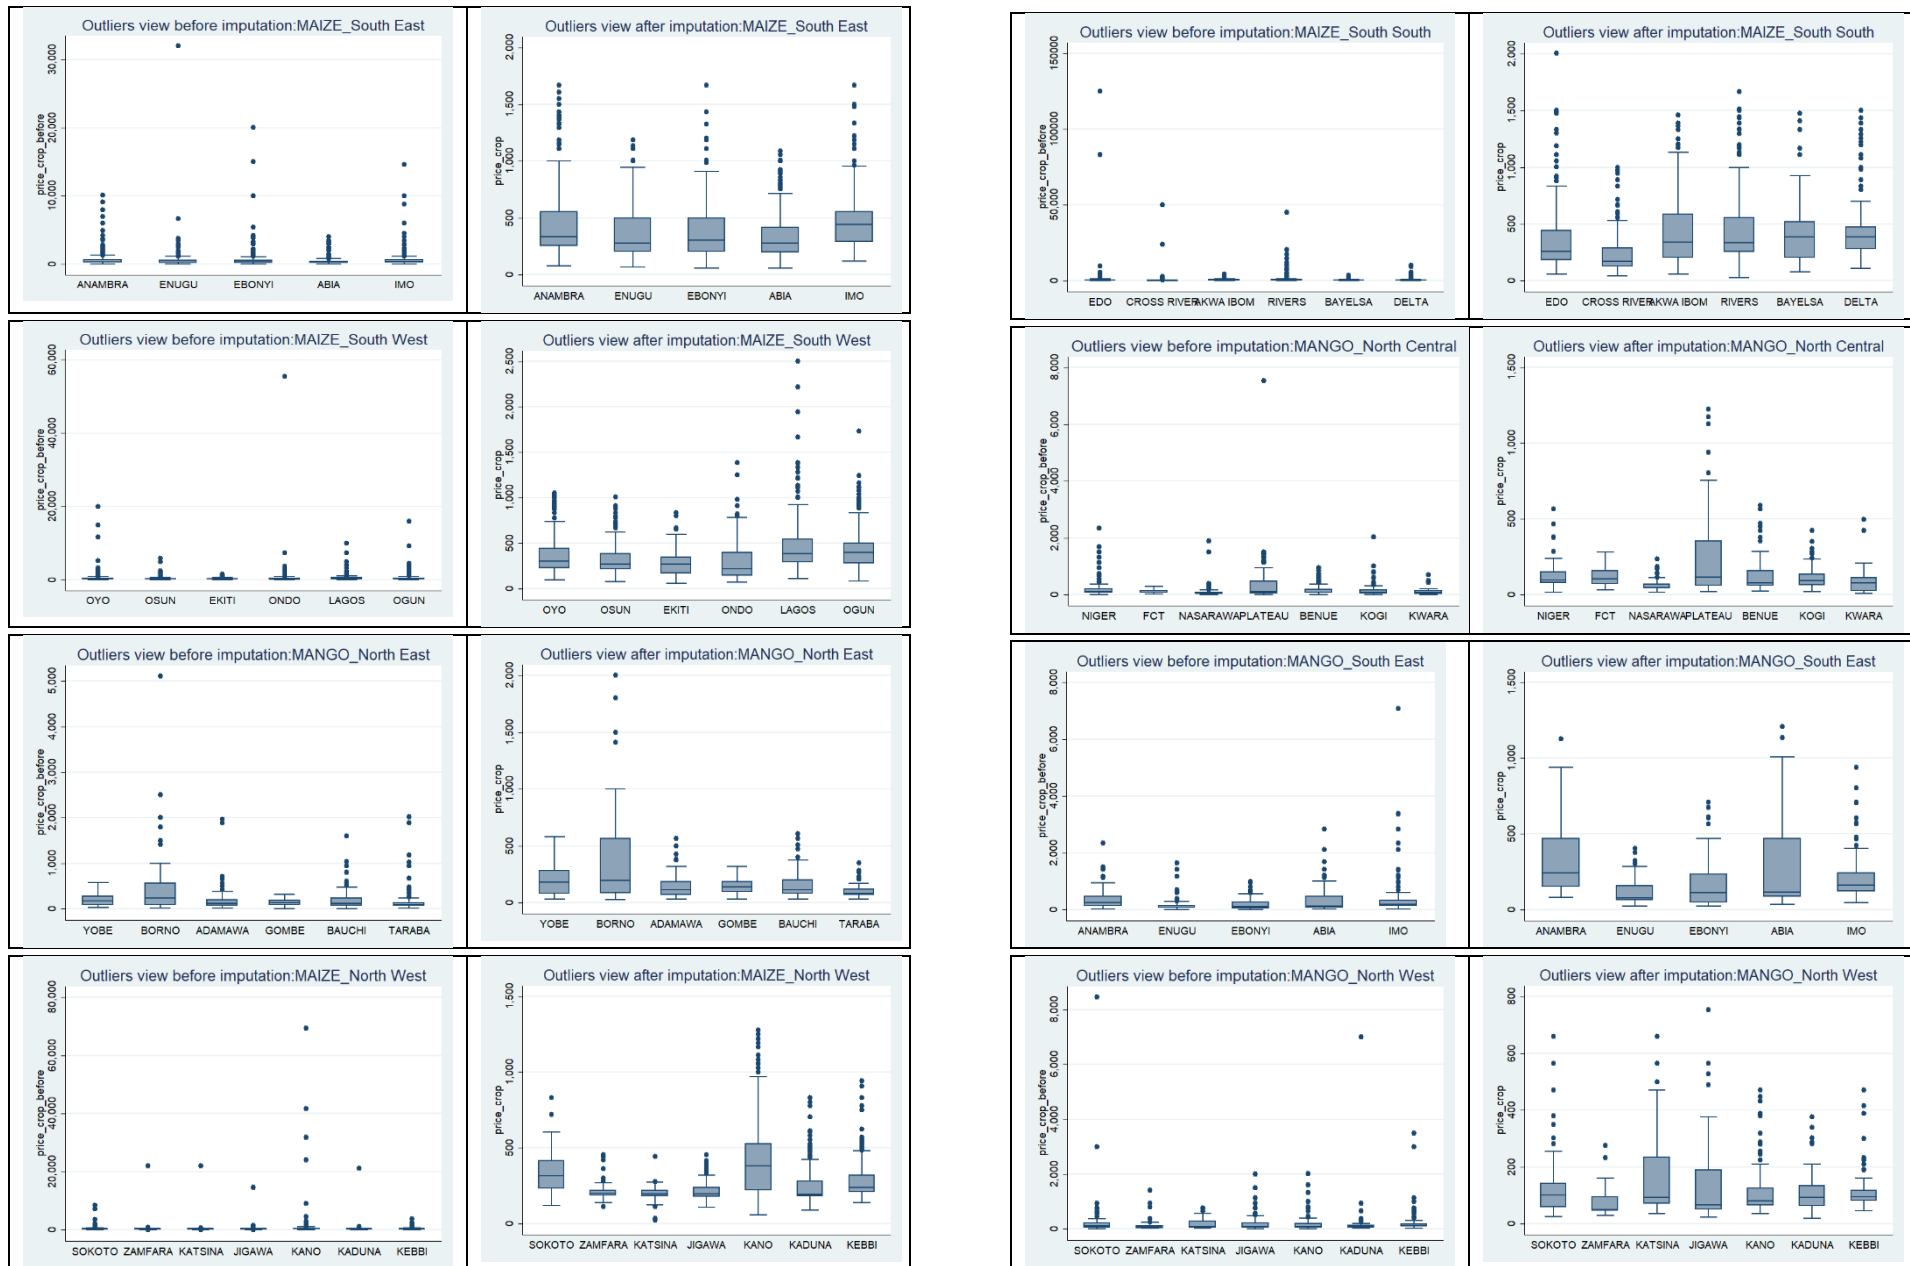 Outliers view before imputation:MAIZE_South East
price_crop_before
0
10,000
20,000
30,000
ANAMBRA ENUGU EBONYI ABIA IMO
Outliers view after imputation:MAIZE_South East
price_crop
0
500
1,000
1,500
2,000
ANAMBRA ENUGU EBONYI ABIA IMO
Outliers view before imputation:MAIZE_South South
price_crop_before
0
50,000
100000
150000
EDO CROSS RIVER AKWA IBOM RIVERS BAYELSA DELTA
Outliers view after imputation:MAIZE_South South
price_crop
0
500
1,000
1,500
2,000
EDO CROSS RIVER AKWA IBOM RIVERS BAYELSA DELTA
Outliers view before imputation:MAIZE_South West
price_crop_before
0
20,000
40,000
60,000
OYO OSUN EKITI ONDO LAGOS OGUN
Outliers view after imputation:MAIZE_South West
price_crop
0
500
1,000
1,500
2,000
2,500
OYO OSUN EKITI ONDO LAGOS OGUN
Outliers view before imputation:MANGO_North Central
price_crop_before
0
2,000
4,000
6,000
8,000
NIGER FCT NASARAWA PLATEAU BENUE KOGI KWARA
Outliers view after imputation:MANGO_North Central
price_crop
0
500
1,000
1,500
NIGER FCT NASARAWA PLATEAU BENUE KOGI KWARA
Outliers view before imputation:MANGO_North East
price_crop_before
0
1,000
2,000
3,000
4,000
5,000
YOBE BORNO ADAMAWA GOMBE BAUCHI TARABA
Outliers view after imputation:MANGO_North East
price_crop
0
500
1,000
1,500
2,000
YOBE BORNO ADAMAWA GOMBE BAUCHI TARABA
Outliers view before imputation:MANGO_South East
price_crop_before
0
2,000
4,000
6,000
8,000
ANAMBRA ENUGU EBONYI ABIA IMO
Outliers view after imputation:MANGO_South East
price_crop
0
500
1,000
1,500
ANAMBRA ENUGU EBONYI ABIA IMO
Outliers view before imputation:MAIZE_North West
price_crop_before
0
20,000
40,000
60,000
80,000
SOKOTO ZAMFARA KATSINA JIGAWA KANO KADUNA KEBBI
Outliers view after imputation:MAIZE_North West
price_crop
0
500
1,000
1,500
SOKOTO ZAMFARA KATSINA JIGAWA KANO KADUNA KEBBI
Outliers view before imputation:MANGO_North West
price_crop_before
0
2,000
4,000
6,000
8,000
SOKOTO ZAMFARA KATSINA JIGAWA KANO KADUNA KEBBI
Outliers view after imputation:MANGO_North West
price_crop
0
200
400
600
800
SOKOTO ZAMFARA KATSINA JIGAWA KANO KADUNA KEBBI